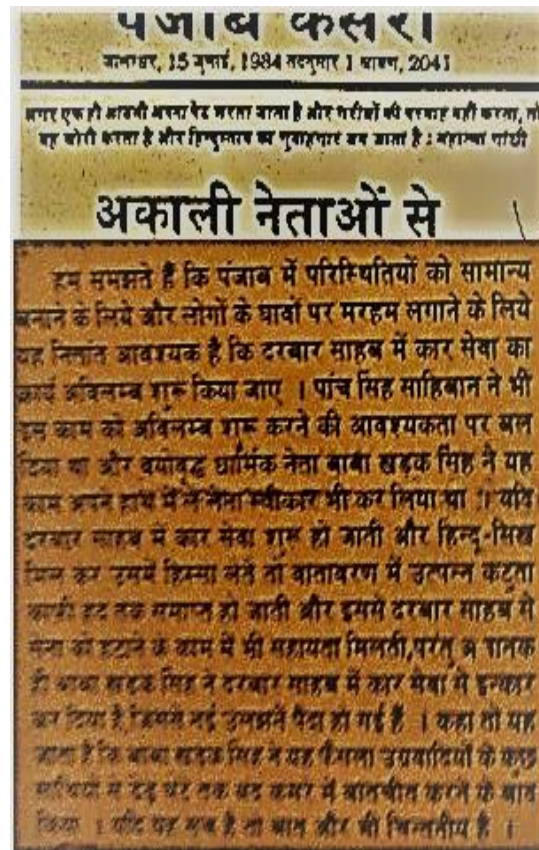 पंजाब केसरी
जालन्धर, 15 जुलाई, 1984 तदनुसार 1 श्रावण, 2041
अगर एक ही आदमी अपना पेट भरता जाता है और गरीबों की परवाह नहीं करता, तो
वह चोरी करता है और हिन्दुस्तान का गुनाहगार बन जाता है : महात्मा गांधी
अकाली नेताओं से
हम समझते हैं कि पंजाब में परिस्थितियों को सामान्य
बनाने के लिये और लोगों के घावों पर मरहम लगाने के लिये
यह नितांत आवश्यक है कि दरबार साहब में कार सेवा का
कार्य अविलम्ब शुरू किया जाए । पांच सिंह साहिबान ने भी
इस काम को अविलम्ब शुरू करने की आवश्यकता पर बल
दिया था और वयोवृद्ध धार्मिक नेता बाबा खड़क सिंह ने यह
काम अपने हाथ में ले लेना स्वीकार भी कर लिया था । यदि
दरबार साहब में कार सेवा शुरू हो जाती और हिन्दू-सिख
मिल कर उसमें हिस्सा लेते तो वातावरण में उत्पन्न कटुता
काफी हद तक समाप्त हो जाती और इससे दरबार साहब से
सेना को हटाने के काम में भी सहायता मिलती,परंतु अ चानक
ही बाबा खड़क सिंह ने दरबार साहब में कार सेवा से इन्कार
कर दिया है जिससे नई उलझनें पैदा हो गई हैं । कहा तो यह
जाता है कि बाबा खड़क सिंह ने यह फैसला उग्रवादियों के कुछ
साथियों से डेढ़ घंटे तक बंद कमरे में बातचीत करने के बाद
किया । यदि यह सच है तो बात और भी चिन्तनीय है ।